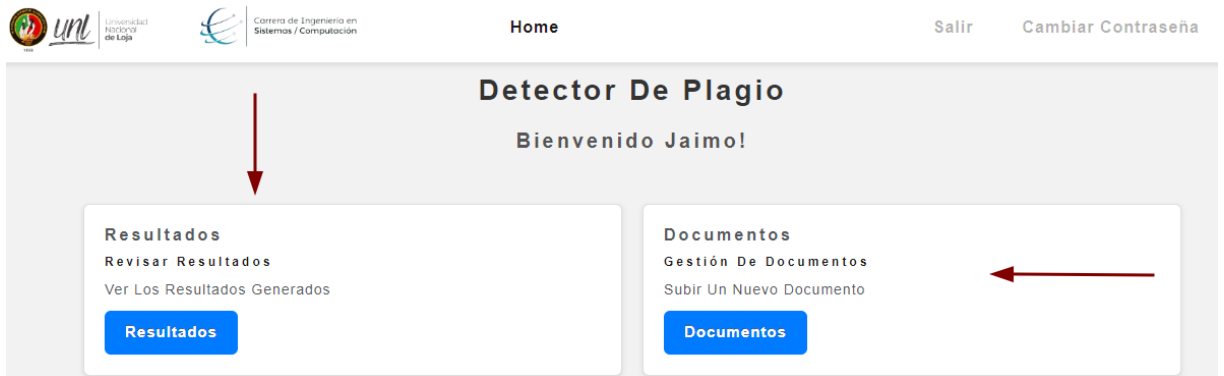 unl
Universidad
Nacional
de Loja
Carrera de Ingeniería en
Sistemas / Computación
Home
Salir
Cambiar Contraseña
Detector De Plagio
Bienvenido Jaimo!
Resultados
Revisar Resultados
Ver Los Resultados Generados
Resultados
Documentos
Gestión De Documentos
Subir Un Nuevo Documento
Documentos